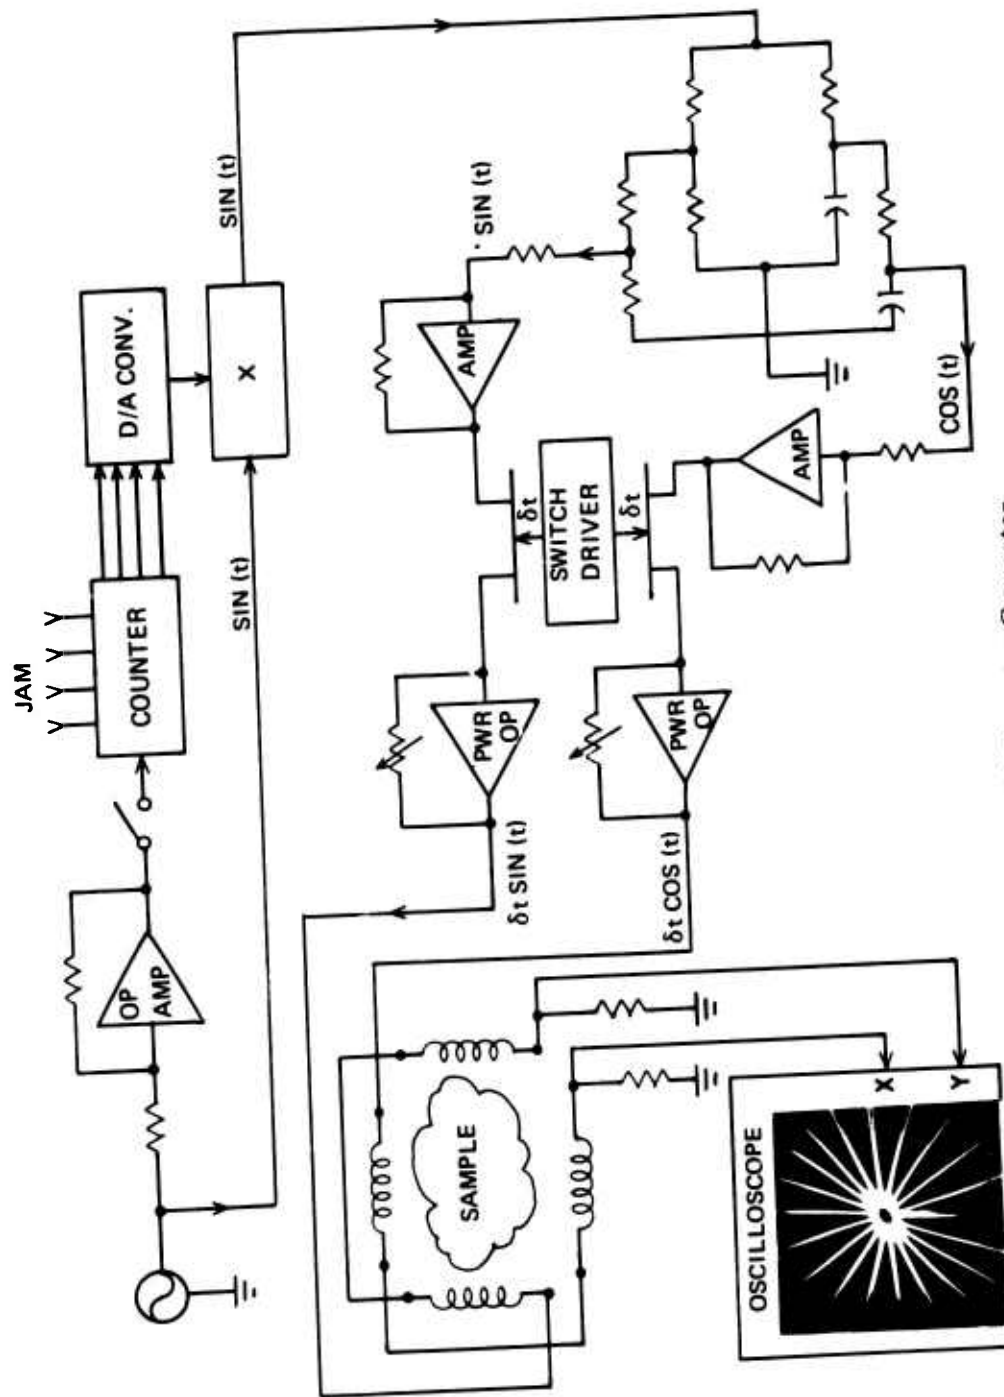 JAM
OP
AMP
COUNTER
D/A CONV.
SIN (t)
X
SIN (t)
SIN (t)
AMP
δt
SWITCH
DRIVER
δt
AMP
COS (t)
PWR
OP
PWR
OP
δt SIN (t)
δt COS (t)
SAMPLE
OSCILLOSCOPE
X
Y